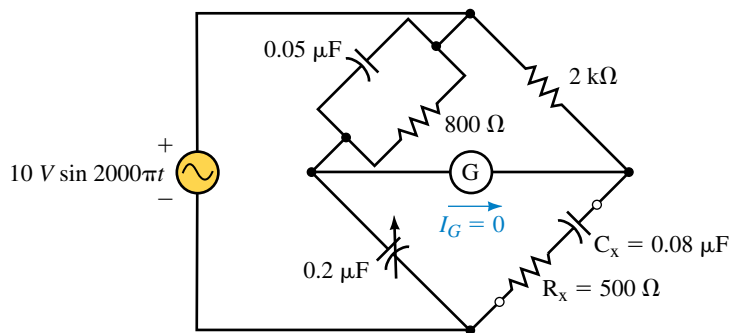 0.05 μF
2 kΩ
800 Ω
+
10 V sin 2000πt
−
G
I_G = 0
C_x = 0.08 μF
0.2 μF
R_x = 500 Ω